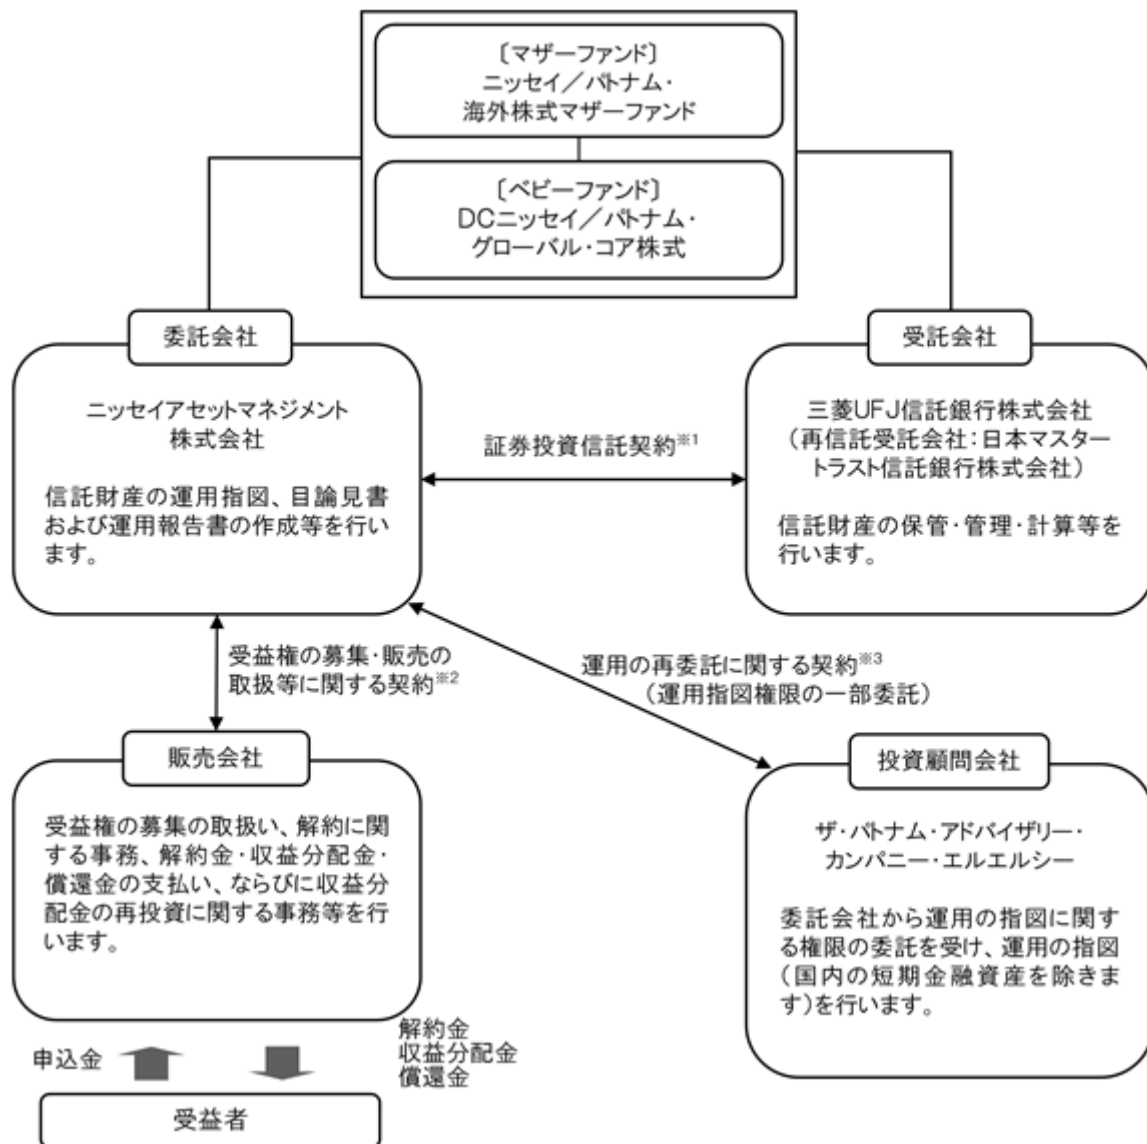 〔マザーファンド〕
ニッセイ／パトナム・
海外株式マザーファンド
〔ベビーファンド〕
DCニッセイ／パトナム・
グローバル・コア株式
委託会社
ニッセイアセットマネジメント
株式会社
信託財産の運用指図、目論見書
および運用報告書の作成等を行い
ます。
証券投資信託契約※1
受託会社
三菱UFJ信託銀行株式会社
（再信託受託会社：日本マスター
トラスト信託銀行株式会社）
信託財産の保管・管理・計算等を
行います。
受益権の募集・販売の
取扱等に関する契約※2
運用の再委託に関する契約※3
（運用指図権限の一部委託）
販売会社
受益権の募集の取扱い、解約に関
する事務、解約金・収益分配金・
償還金の支払い、ならびに収益分
配金の再投資に関する事務等を行
います。
投資顧問会社
ザ・パトナム・アドバイザリー・
カンパニー・エルエルシー
委託会社から運用の指図に関す
る権限の委託を受け、運用の指図
（国内の短期金融資産を除きま
す）を行います。
申込金
解約金
収益分配金
償還金
受益者